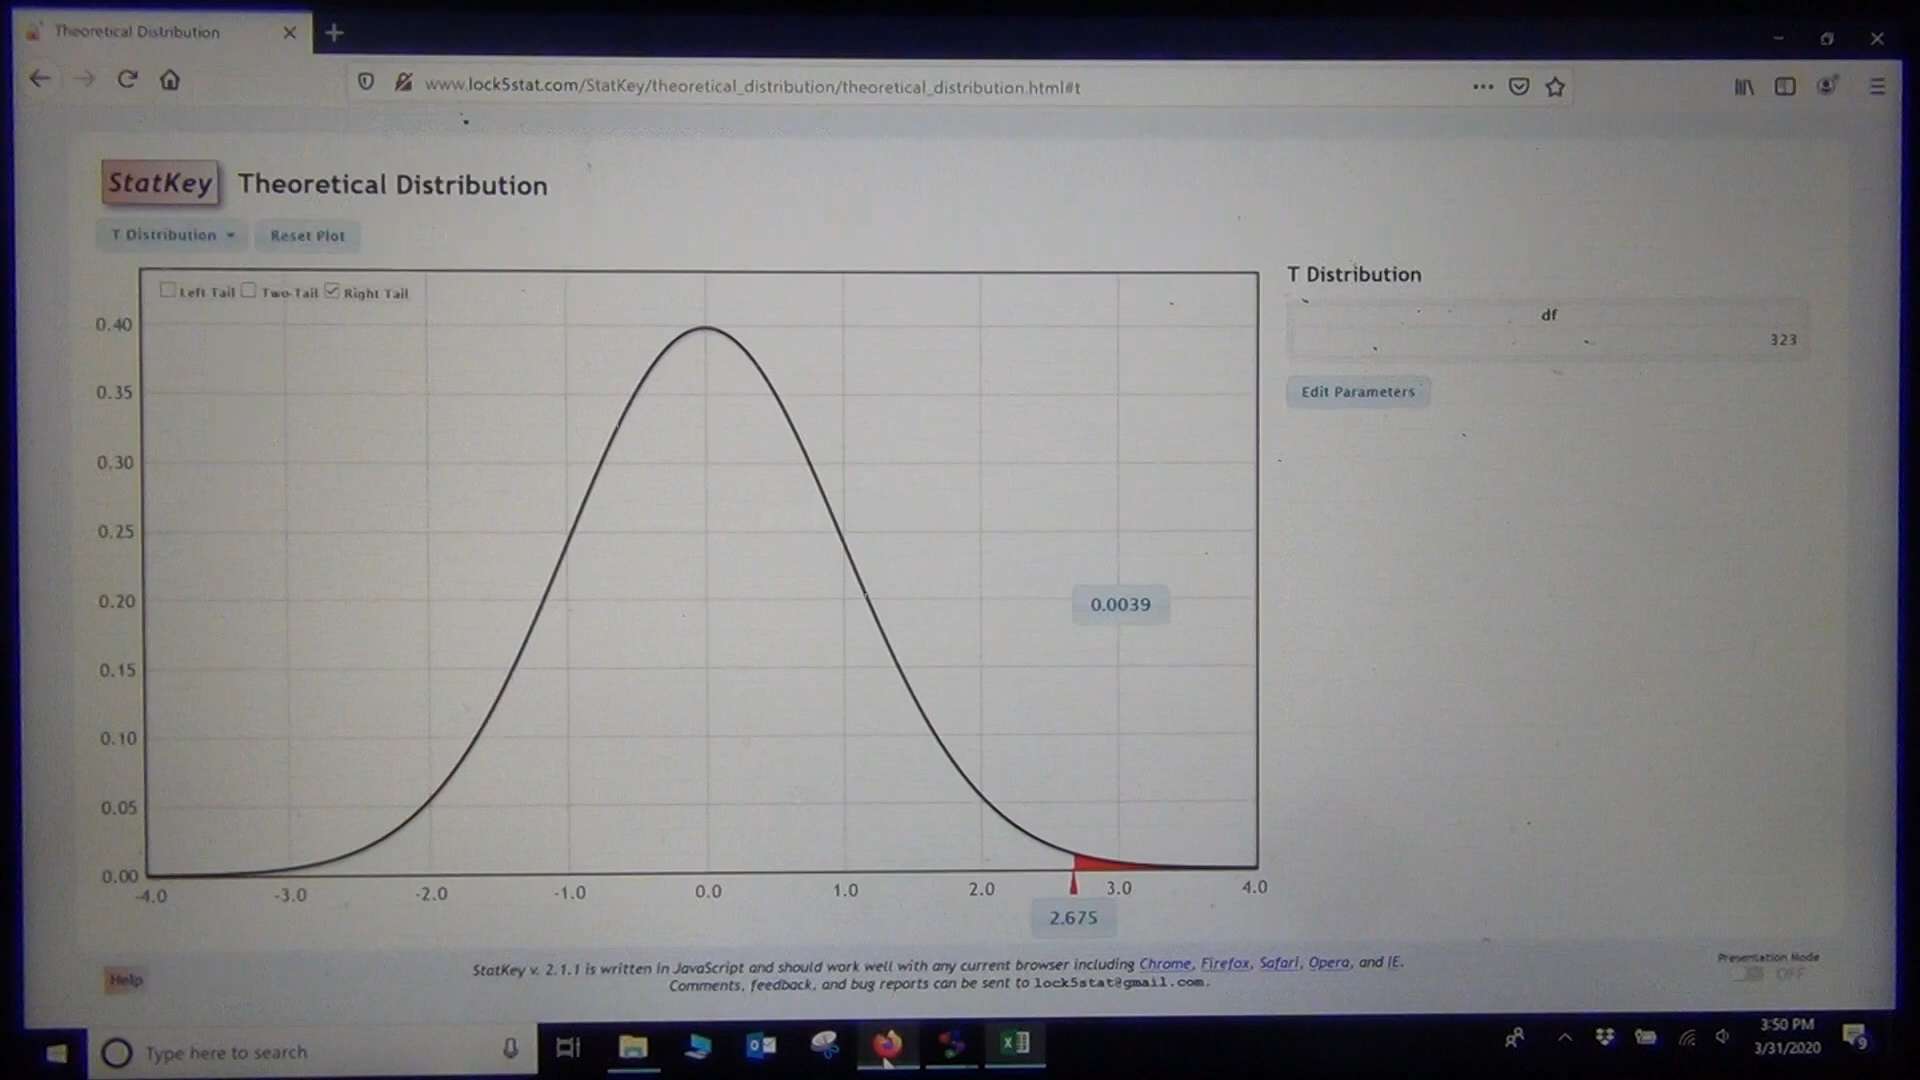 Theoretical Distribution
www.lock5stat.com/StatKey/theoretical_distribution/theoretical_distribution.html#t
StatKey Theoretical Distribution
T Distribution Reset Plot
Left Tail Two-Tail Right Tail
T Distribution
df
323
Edit Parameters
0.40
0.35
0.30
0.25
0.20
0.15
0.10
0.05
0.00
0.0039
-4.0 -3.0 -2.0 -1.0 0.0 1.0 2.0 3.0 4.0
2.675
Help
StatKey v. 2.1.1 is written in JavaScript and should work well with any current browser including Chrome, Firefox, Safari, Opera, and IE.
Comments, feedback, and bug reports can be sent to lock5stat@gmail.com.
Presentation Mode
OFF
Type here to search
3:50 PM
3/31/2020
9